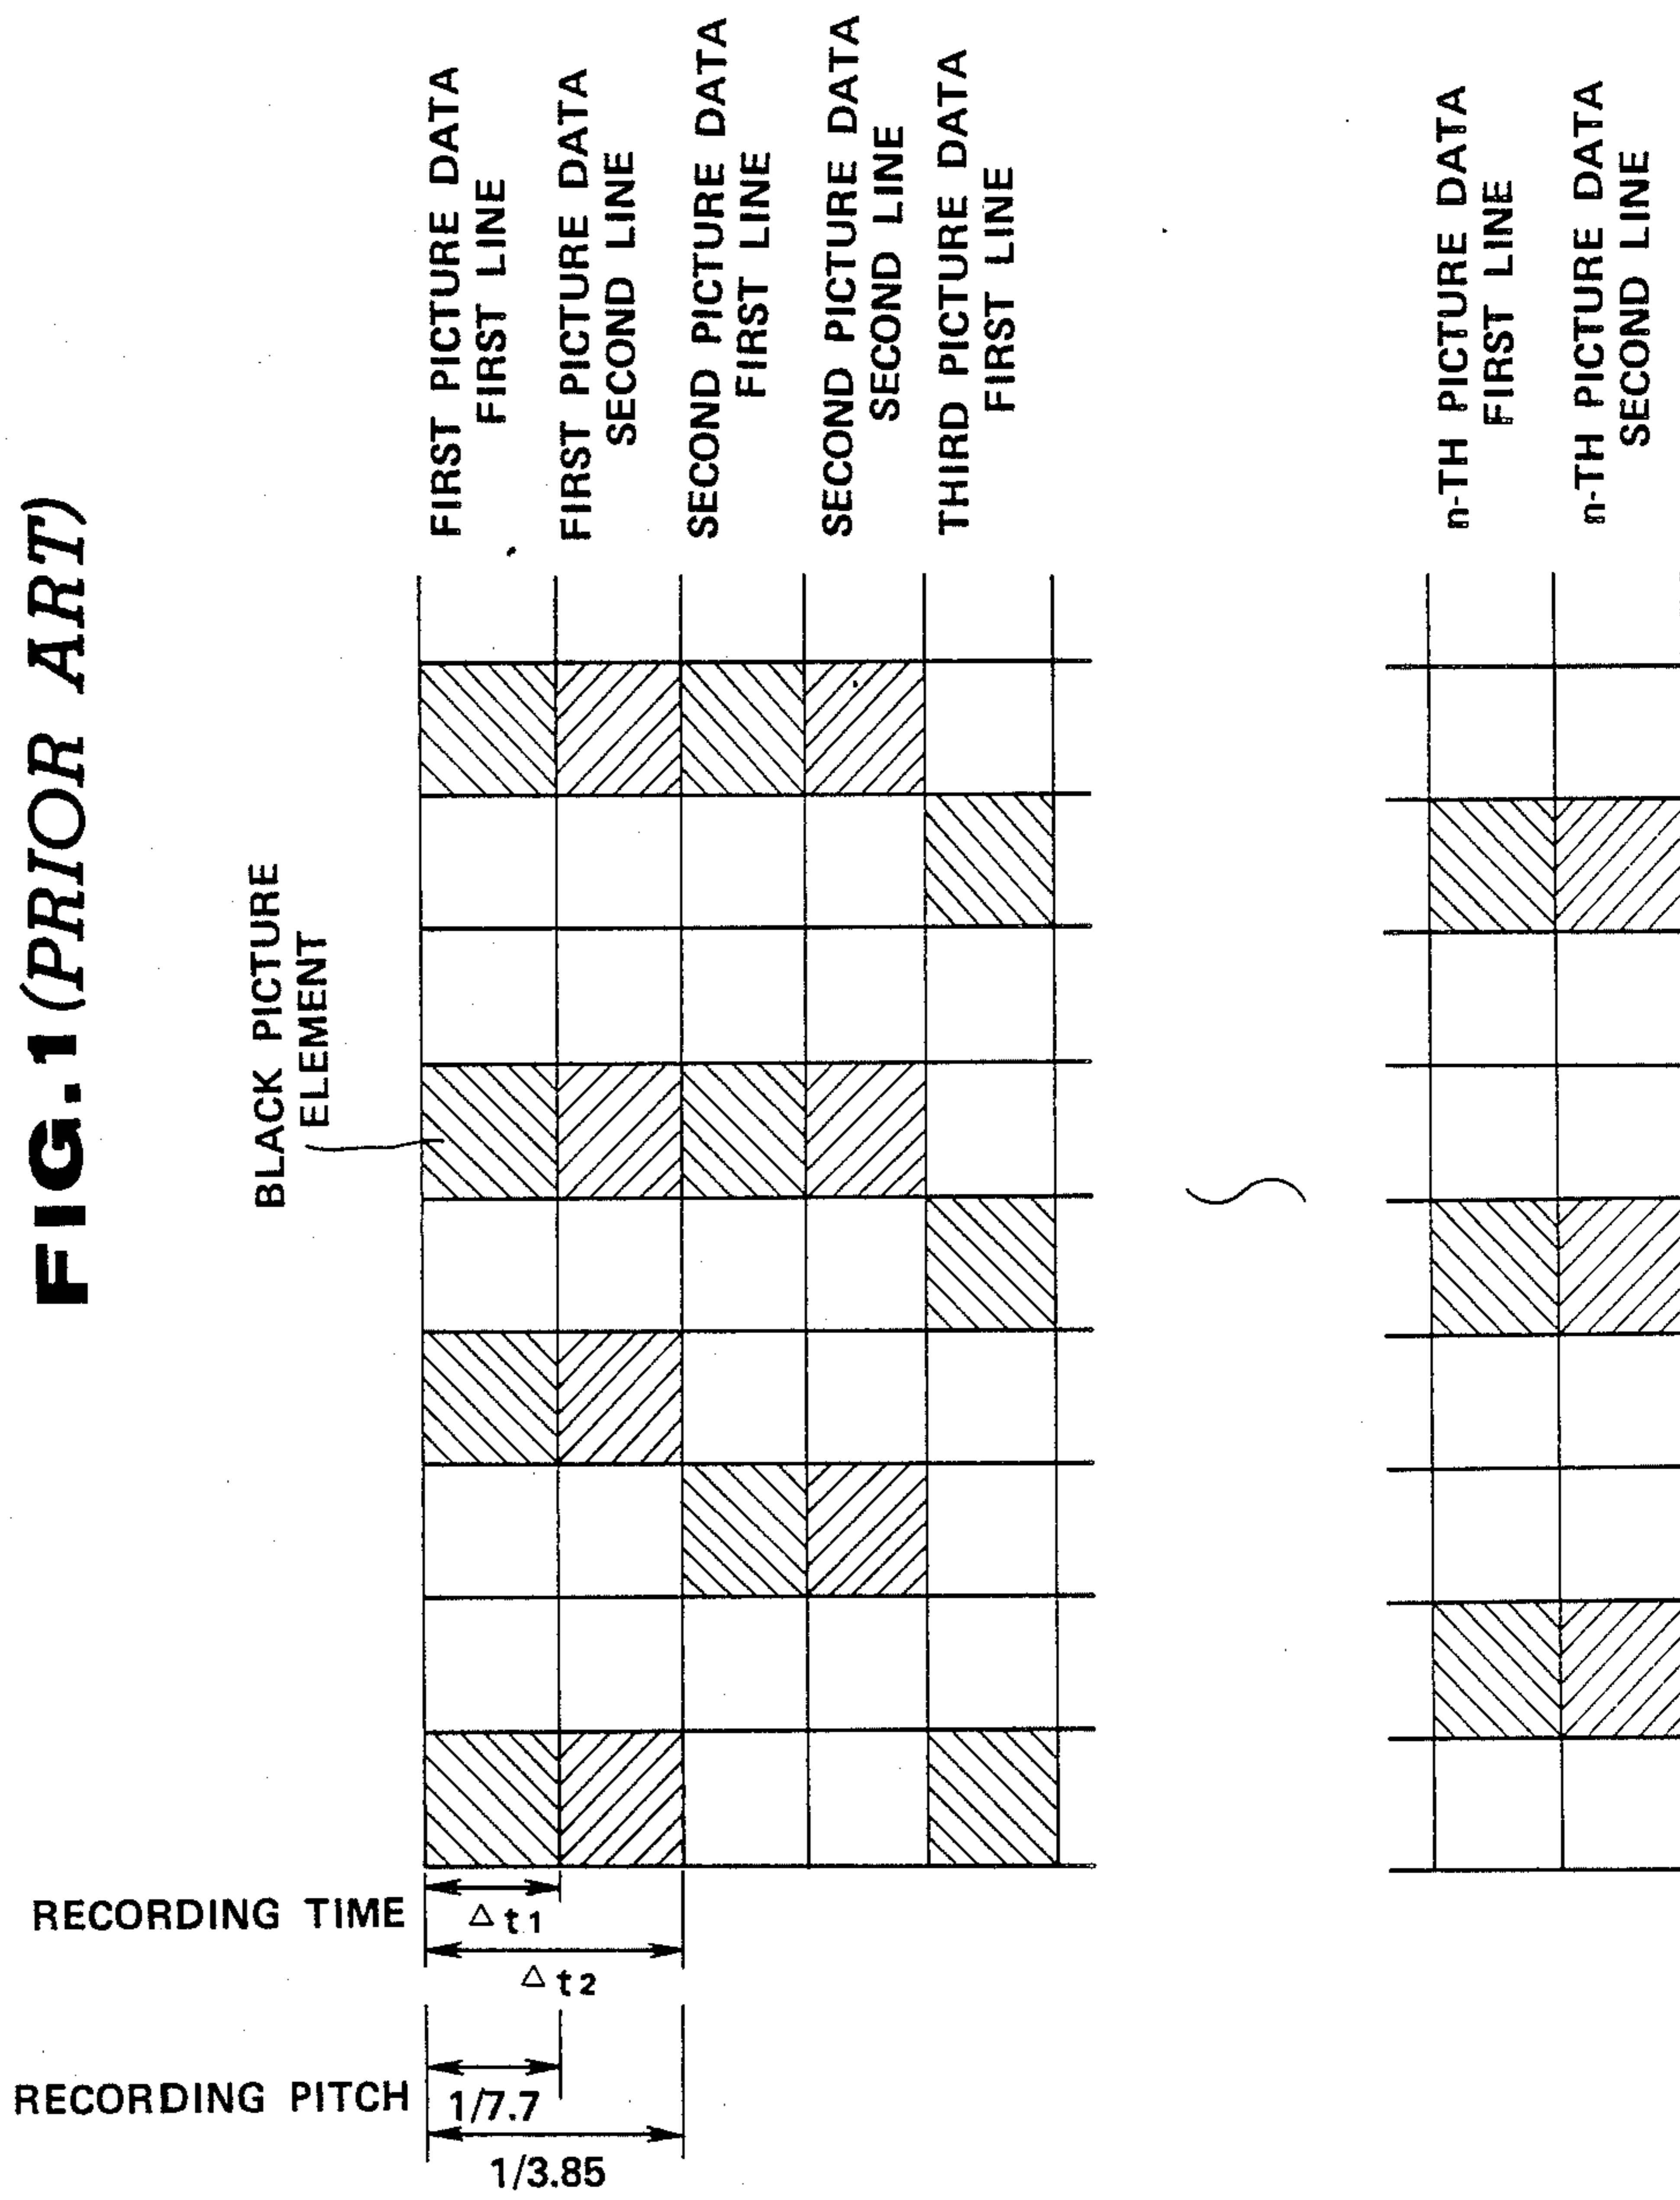 FIG.1 (PRIOR ART)
BLACK PICTURE
ELEMENT
FIRST PICTURE DATA
FIRST LINE
FIRST PICTURE DATA
SECOND LINE
SECOND PICTURE DATA
FIRST LINE
SECOND PICTURE DATA
SECOND LINE
THIRD PICTURE DATA
FIRST LINE
n-TH PICTURE DATA
FIRST LINE
n-TH PICTURE DATA
SECOND LINE
RECORDING TIME
△t1
△t2
RECORDING PITCH
1/7.7
1/3.85